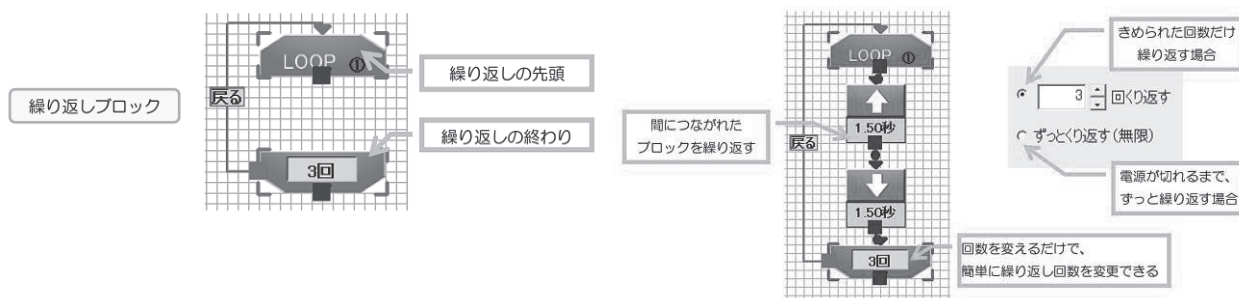 繰り返しブロック
LOOP ①
戻る
3回
繰り返しの先頭
繰り返しの終わり
間につながれた
ブロックを繰り返す
LOOP ①
戻る
1.50秒
1.50秒
3回
回数を変えるだけで、
簡単に繰り返し回数を変更できる
きめられた回数だけ
繰り返す場合
3 回くり返す
ずっとくり返す(無限)
電源が切れるまで、
ずっと繰り返す場合